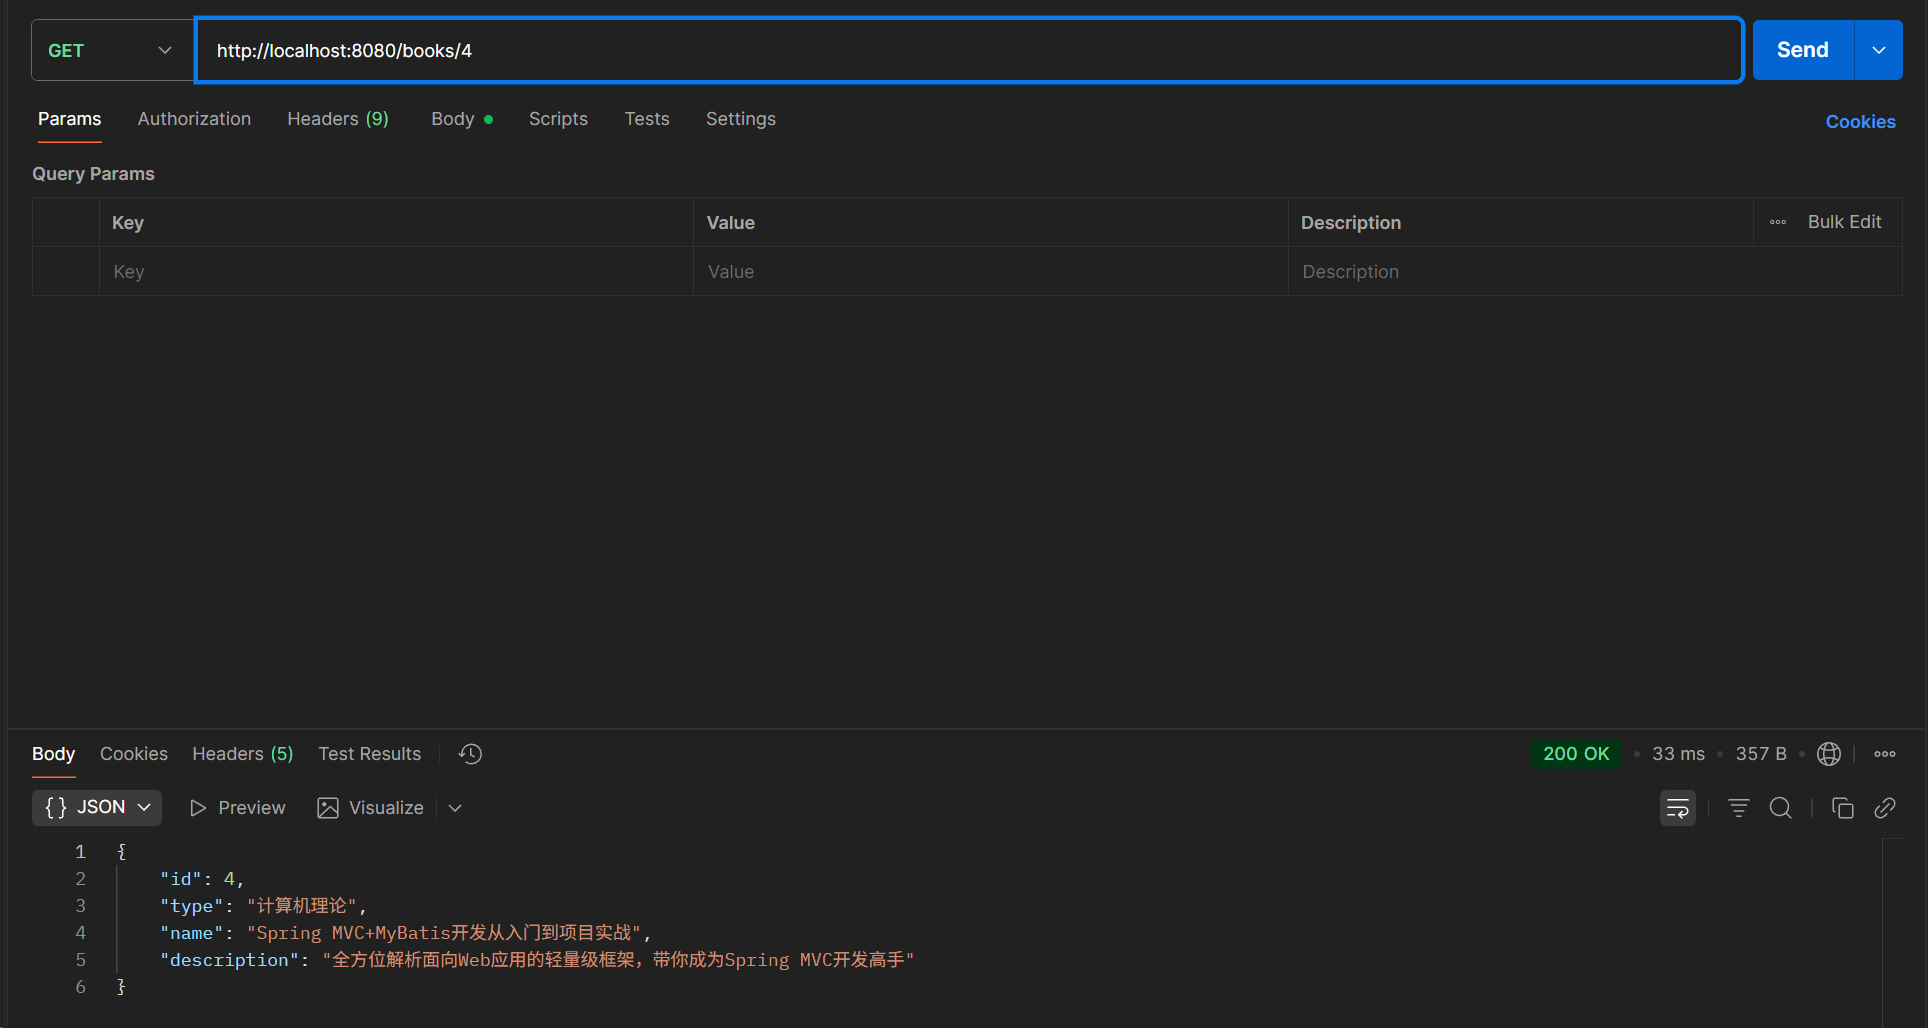 GET http://localhost:8080/books/4 Send
Params Authorization Headers (9) Body Scripts Tests Settings Cookies
Query Params
Key Value Description Bulk Edit
Key Value Description
Body Cookies Headers (5) Test Results 200 OK 33 ms 357 B
{} JSON Preview Visualize
1 {
2 "id": 4,
3 "type": "计算机理论",
4 "name": "Spring MVC+MyBatis开发从入门到项目实战",
5 "description": "全方位解析面向Web应用的轻量级框架，带你成为Spring MVC开发高手"
6 }